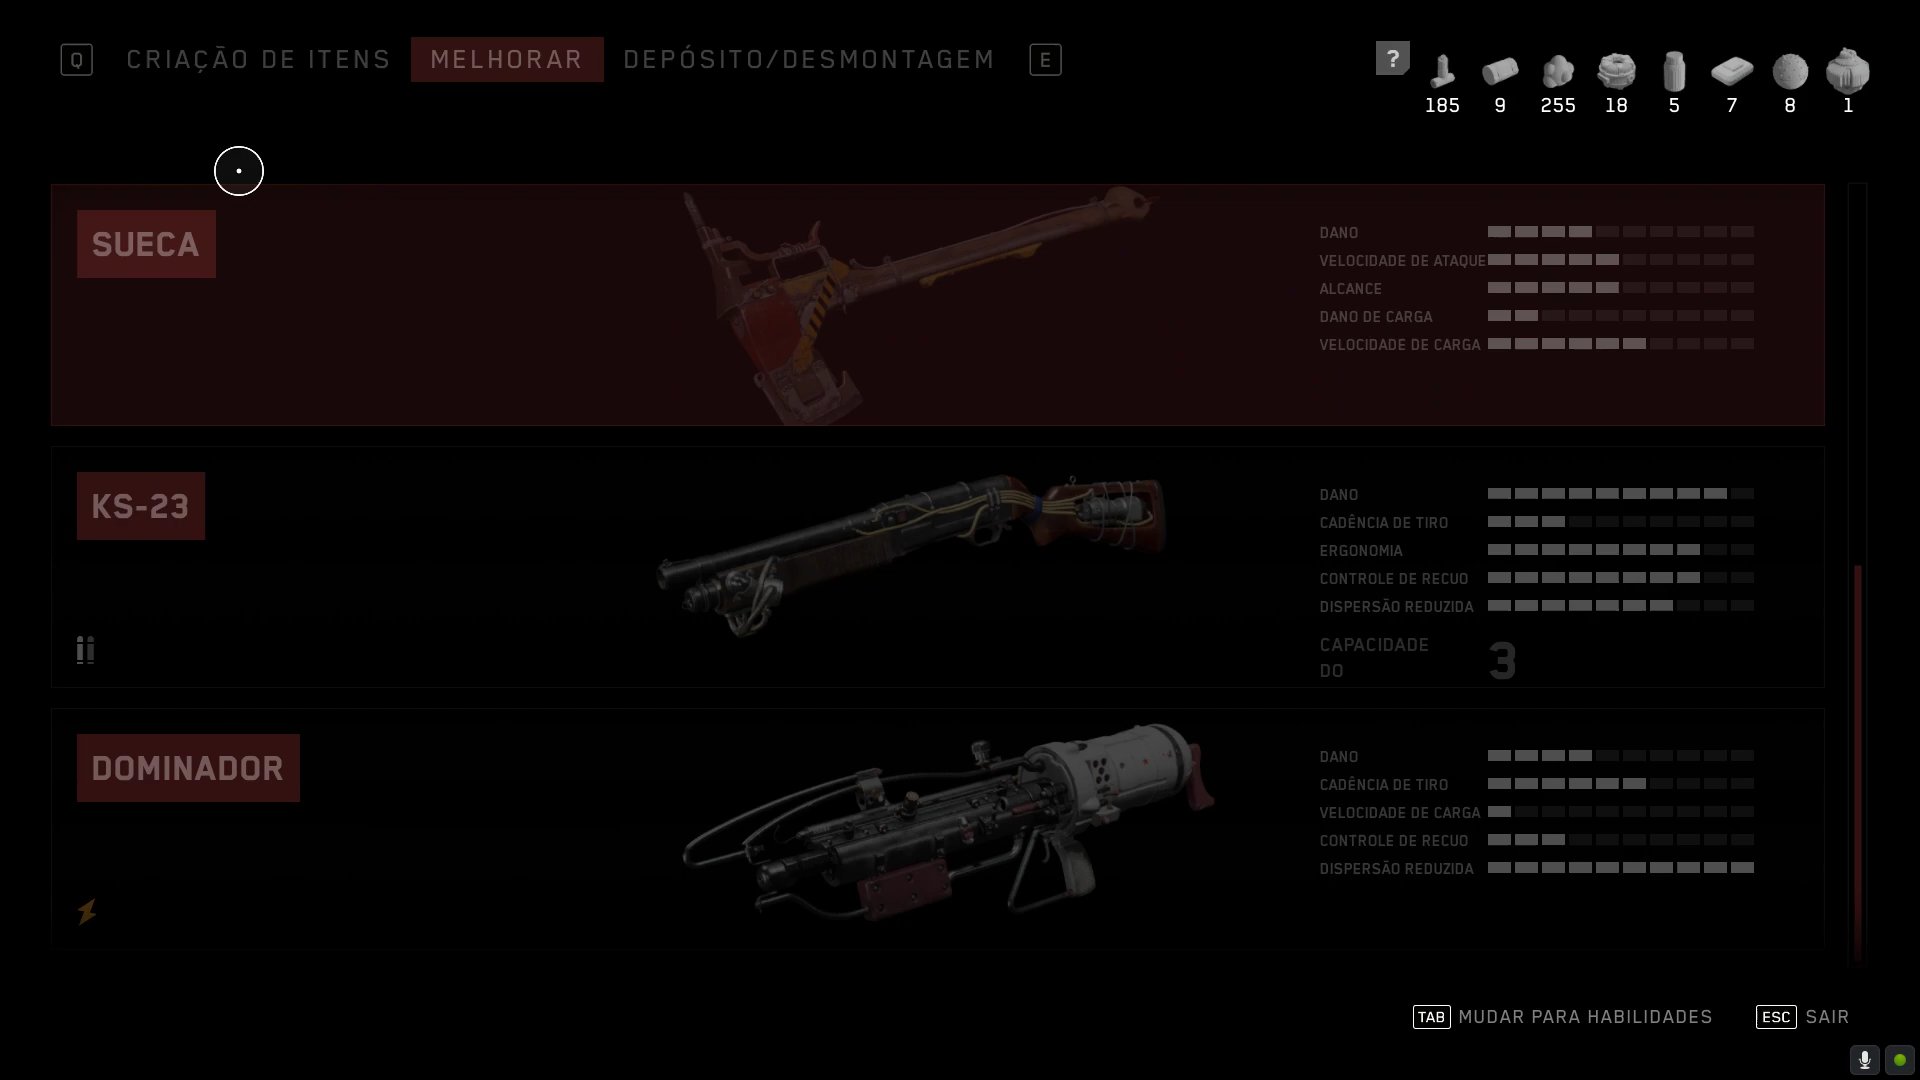 Q CRIAÇÃO DE ITENS MELHORAR DEPÓSITO/DESMONTAGEM E
?
185 9 255 18 5 7 8 1
SUECA
DANO
VELOCIDADE DE ATAQUE
ALCANCE
DANO DE CARGA
VELOCIDADE DE CARGA
KS-23
DANO
CADÊNCIA DE TIRO
ERGONOMIA
CONTROLE DE RECUO
DISPERSÃO REDUZIDA
CAPACIDADE
DO
3
DOMINADOR
DANO
CADÊNCIA DE TIRO
VELOCIDADE DE CARGA
CONTROLE DE RECUO
DISPERSÃO REDUZIDA
TAB MUDAR PARA HABILIDADES ESC SAIR